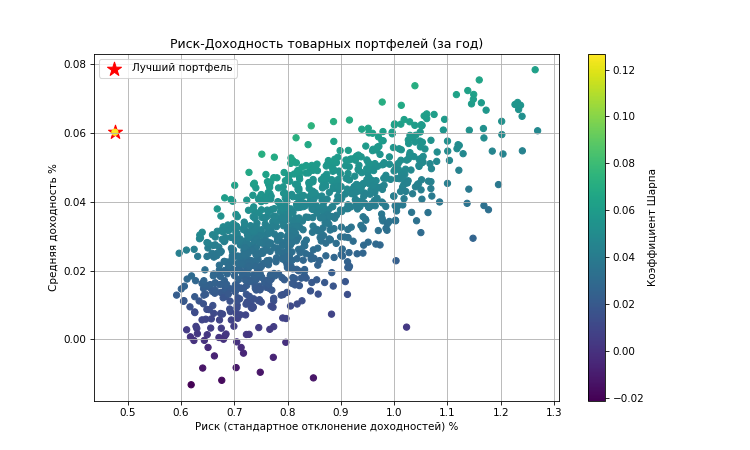 Риск-Доходность товарных портфелей (за год)
Лучший портфель
Средняя доходность %
0.08
0.06
0.04
0.02
0.00
0.5 0.6 0.7 0.8 0.9 1.0 1.1 1.2 1.3
Риск (стандартное отклонение доходностей) %
0.12
0.10
0.08
0.06
0.04
0.02
0.00
−0.02
Коэффициент Шарпа